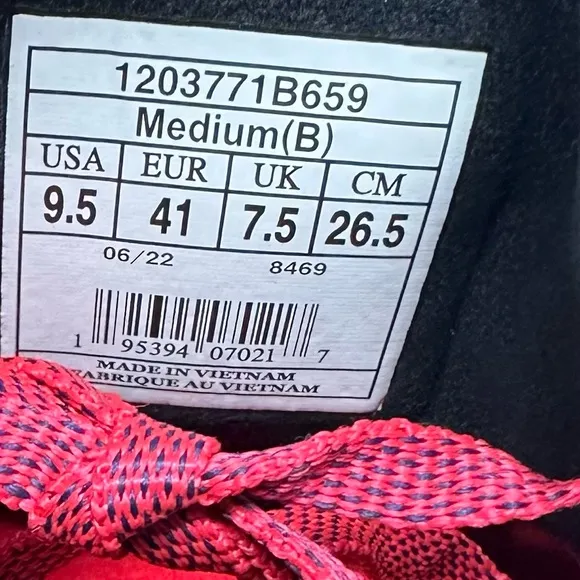 1203771B659
Medium(B)
USA EUR UK CM
9.5 41 7.5 26.5
06/22 8469
1 95394 07021 7
MADE IN VIETNAM
FABRIQUE AU VIETNAM